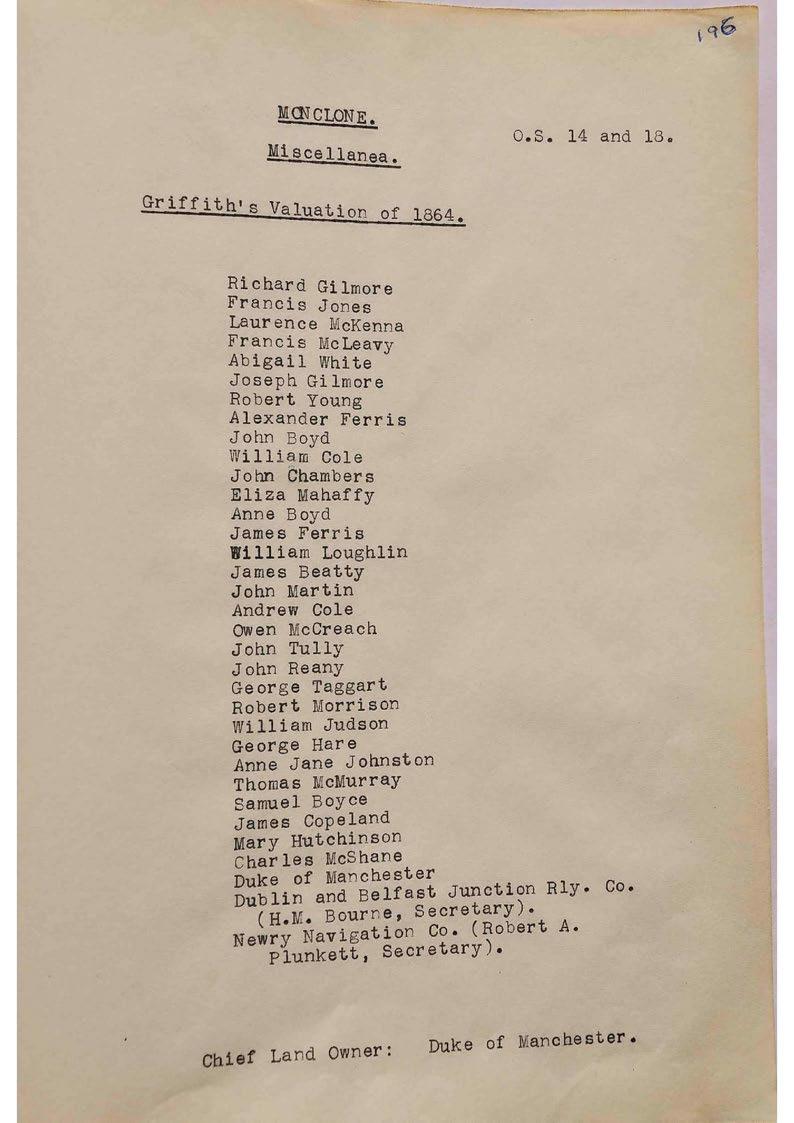 196
MONCLONE.
O.S. 14 and 18.
Miscellanea.
Griffith's Valuation of 1864.
Richard Gilmore
Francis Jones
Laurence McKenna
Francis McLeavy
Abigail White
Joseph Gilmore
Robert Young
Alexander Ferris
John Boyd
William Cole
John Chambers
Eliza Mahaffy
Anne Boyd
James Ferris
William Loughlin
James Beatty
John Martin
Andrew Cole
Owen McCreach
John Tully
John Reany
George Taggart
Robert Morrison
William Judson
George Hare
Anne Jane Johnston
Thomas McMurray
Samuel Boyce
James Copeland
Mary Hutchinson
Charles McShane
Duke of Manchester
Dublin and Belfast Junction Rly. Co.
(H.M. Bourne, Secretary).
Newry Navigation Co. (Robert A.
Plunkett, Secretary).
Chief Land Owner: Duke of Manchester.